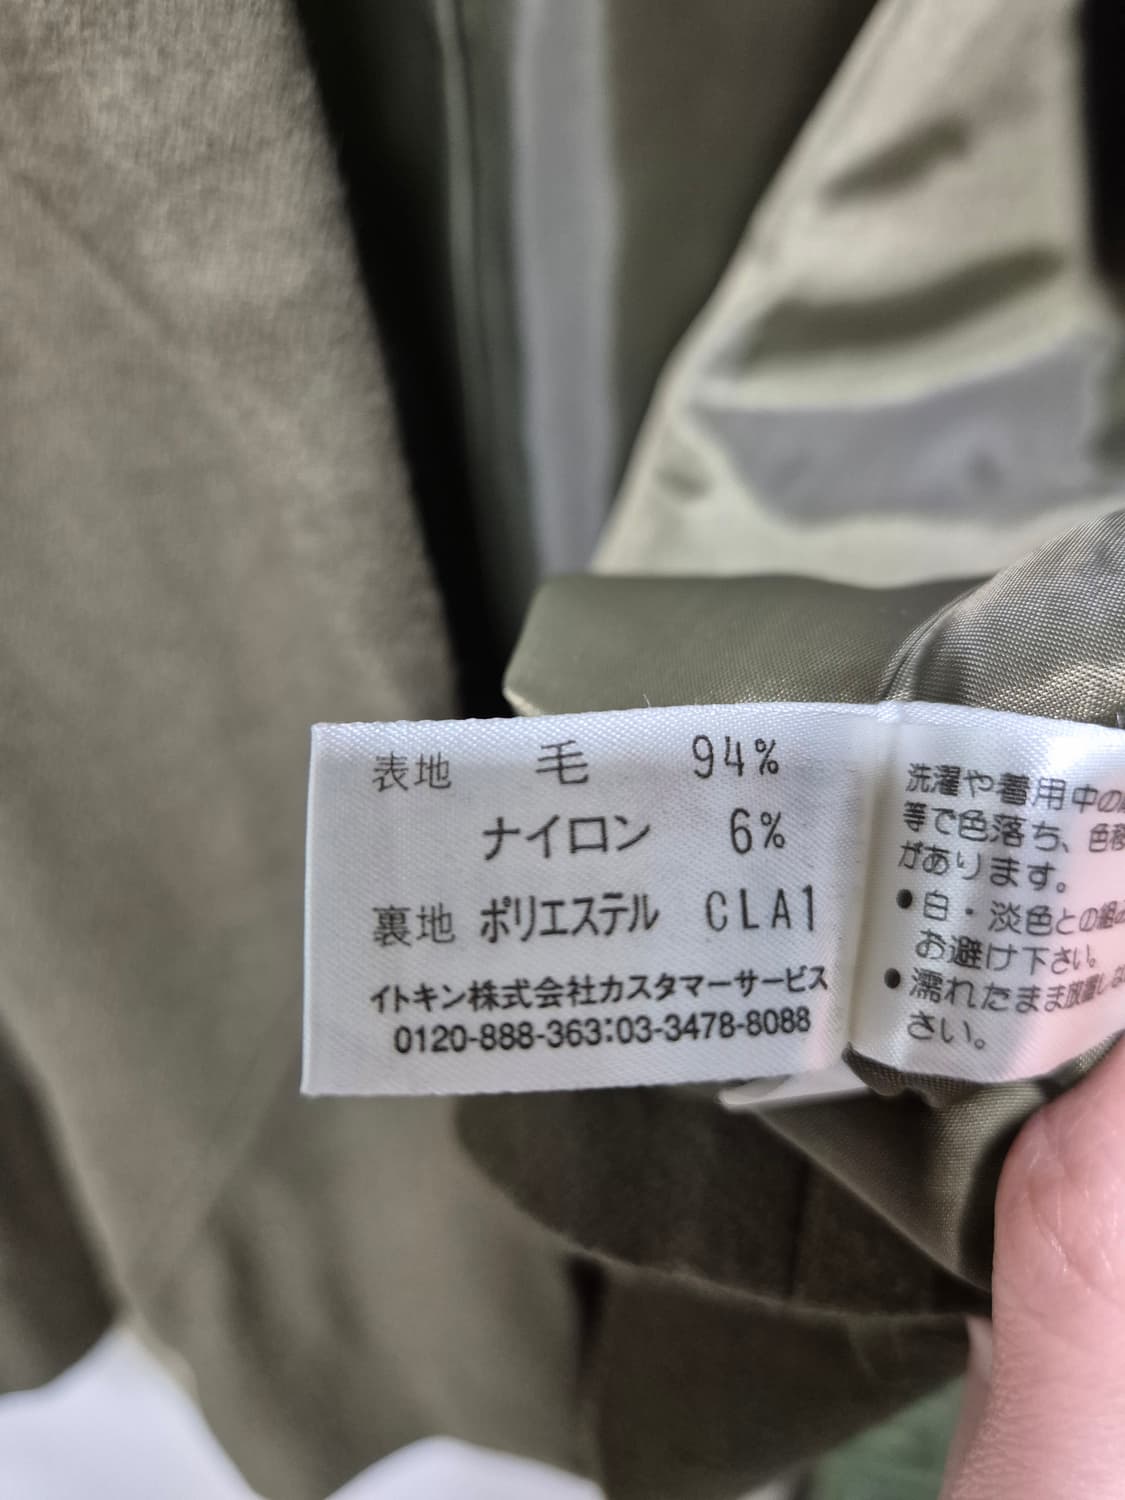 表地 毛 94%
ナイロン 6%
裏地 ポリエステル CLA1
イトキン株式会社カスタマーサービス
0120-888-363:03-3478-8088
洗濯や着用中の
等で色落ち、色移
があります。
•白・淡色との組み
お避け下さい。
•濡れたまま放置しな
さい。